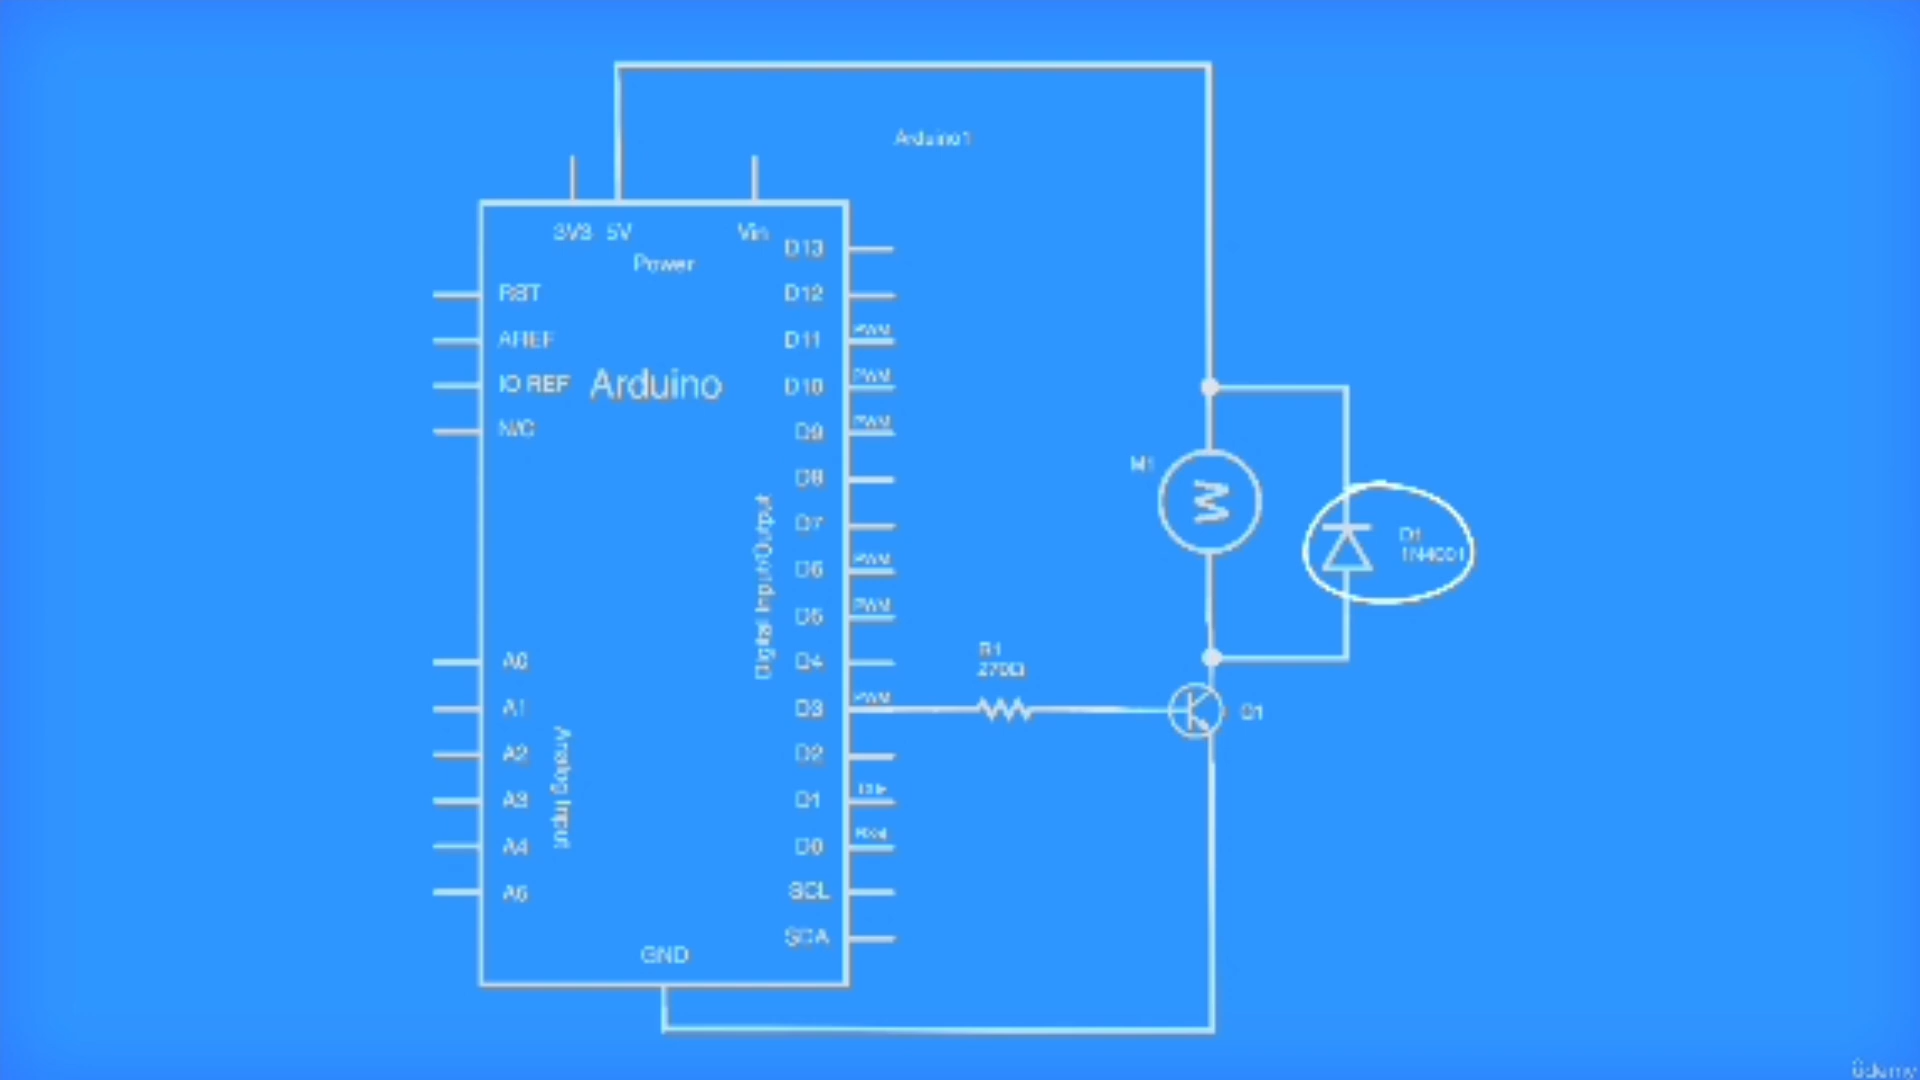 Arduino1
3V3 5V
Vin
Power
D13
RST
D12
AREF
D11
PWM
IO REF
Arduino
D10
PWM
N/C
D9
PWM
M1
M
D8
D7
D1
1N4001
Digital Input/Output
D6
PWM
D5
PWM
R1
270Ω
A0
D4
A1
D3
PWM
Q1
Analog Input
A2
D2
A3
D1
A4
D0
A5
SCL
SDA
GND
ûdemy